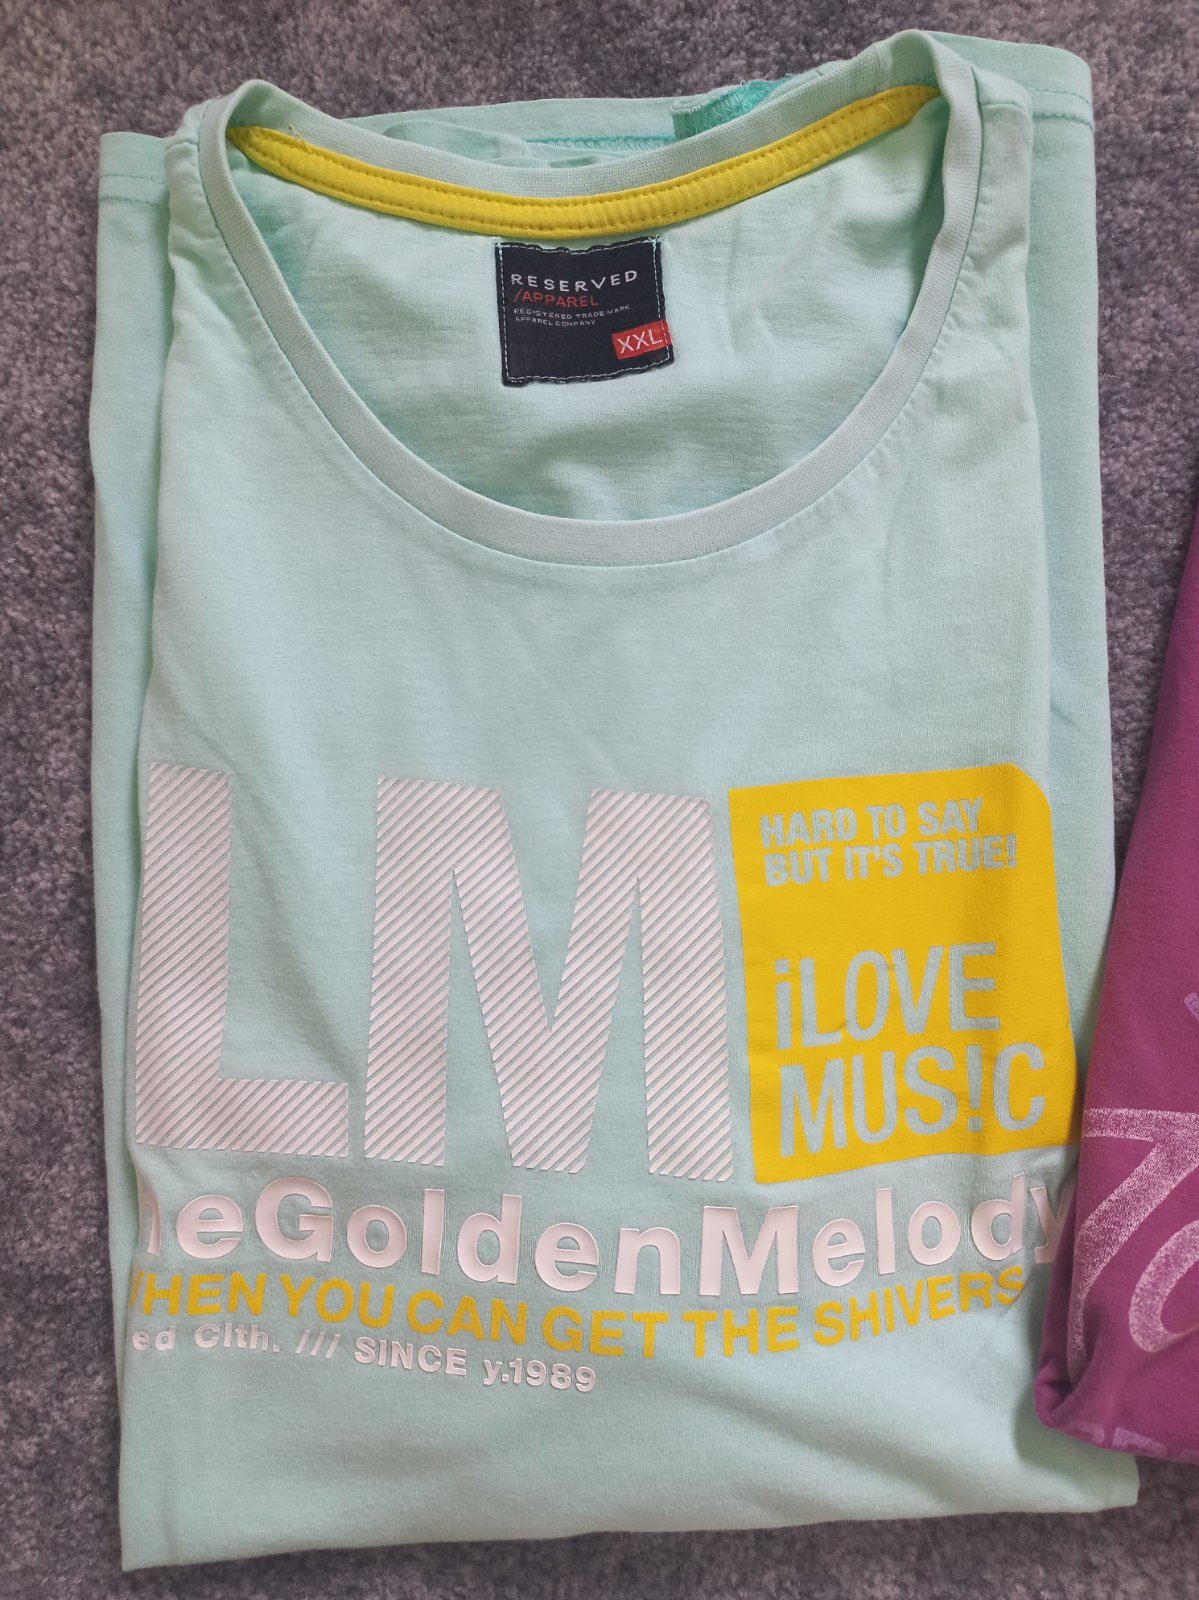 RESERVED
/APPAREL
REGISTERED TRADE MARK
APPAREL COMPANY
XXL
LM
HARD TO SAY
BUT IT'S TRUE!
iLOVE
MUS!C
heGoldenMelody
WHEN YOU CAN GET THE SHIVERS
ed Clth. /// SINCE y.1989